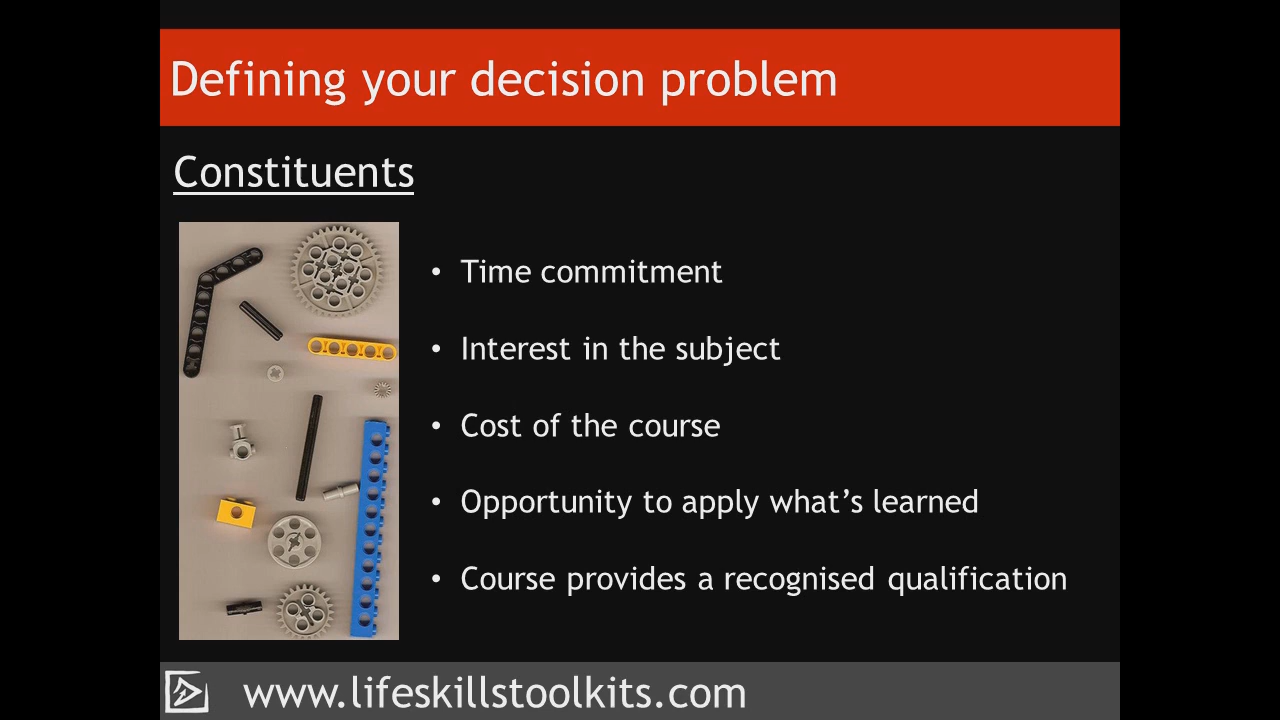 Defining your decision problem
Constituents
• Time commitment
• Interest in the subject
• Cost of the course
• Opportunity to apply what’s learned
• Course provides a recognised qualification
www.lifeskillstoolkits.com